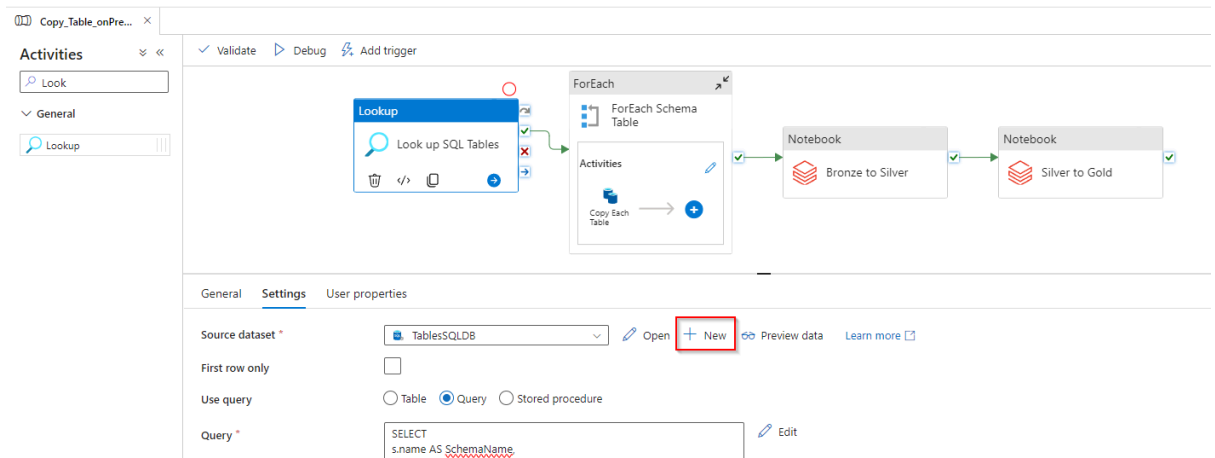 Copy_Table_onPre...
Activities
Validate Debug Add trigger
Look
General
Lookup
Lookup
Look up SQL Tables
ForEach
ForEach Schema
Table
Activities
Copy Each
Table
Notebook
Bronze to Silver
Notebook
Silver to Gold
General Settings User properties
Source dataset * TablesSQLDB Open New Preview data Learn more
First row only
Use query Table Query Stored procedure
Query * SELECT Edit
s.name AS SchemaName,